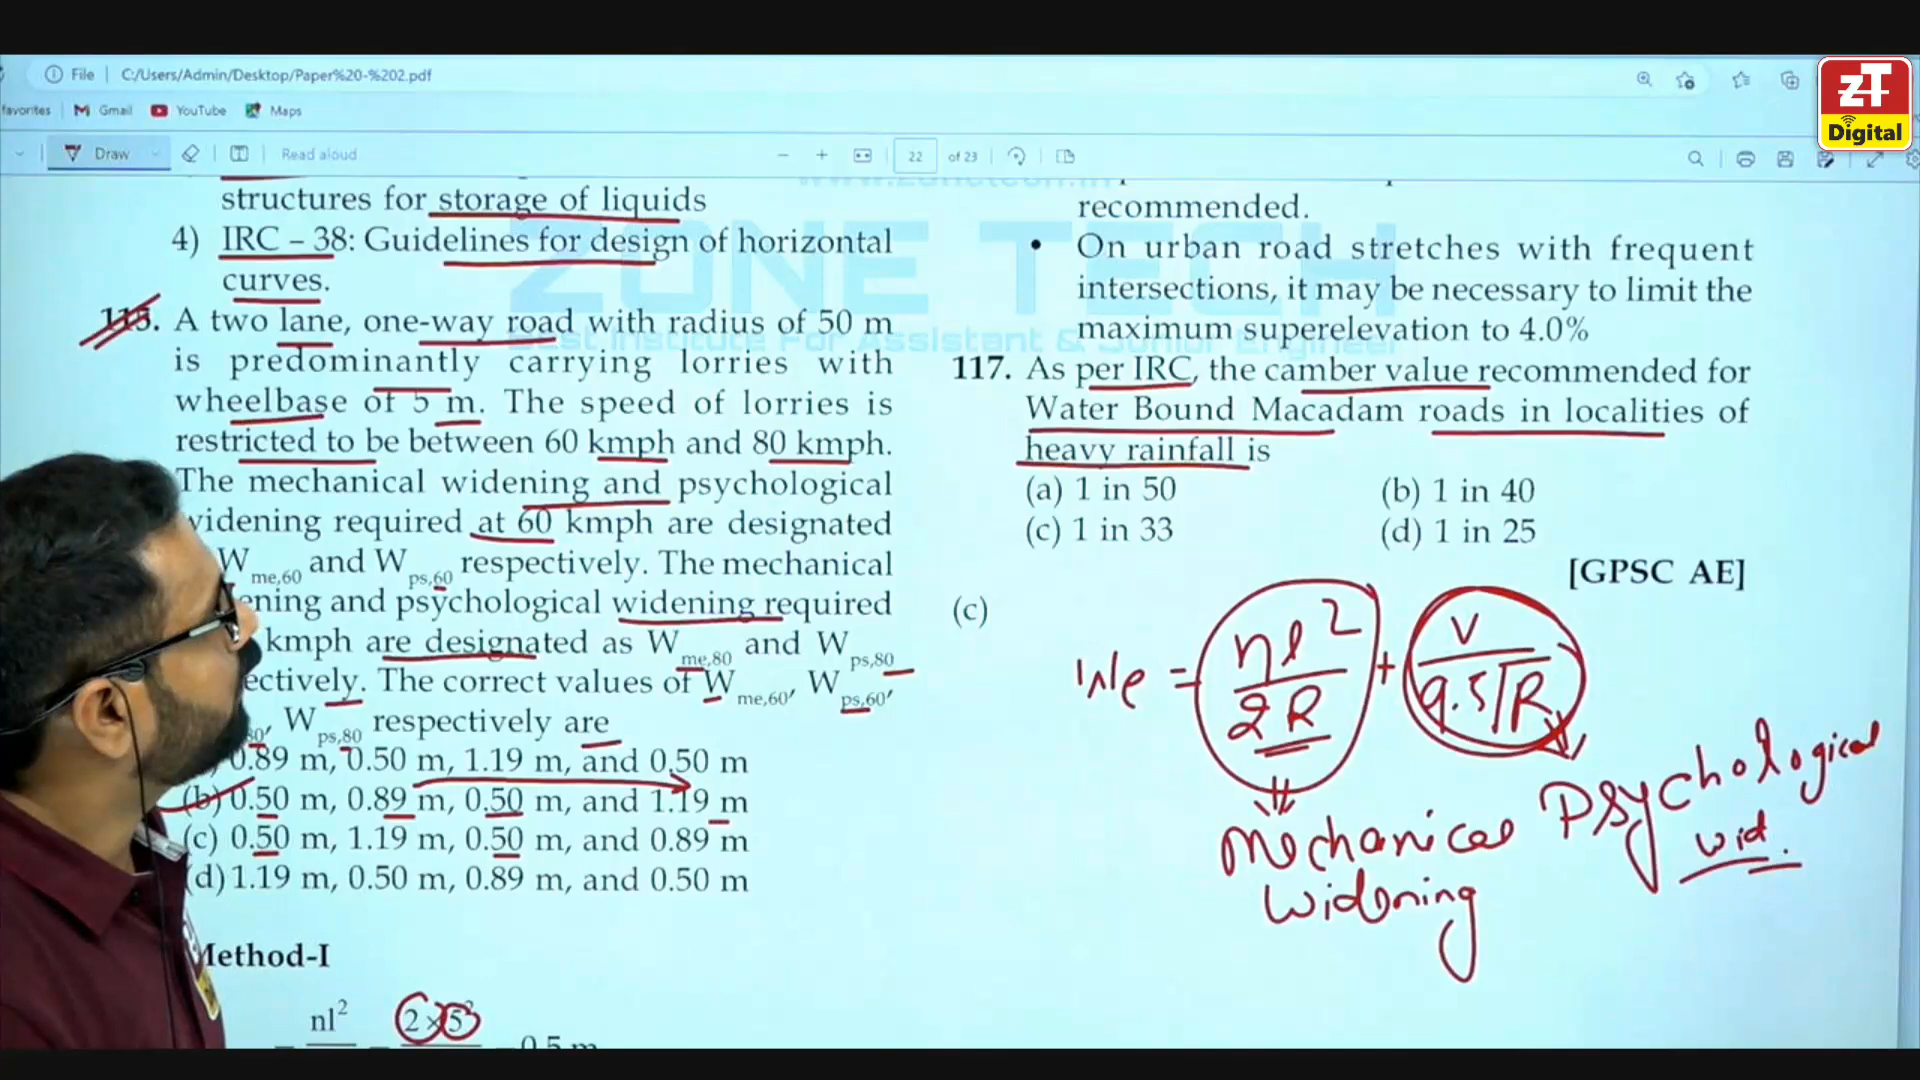 File C:/Users/Admin/Desktop/Paper%20-%202.pdf
favorites Gmail YouTube Maps
zT
Digital
Draw Read aloud 22 of 23
structures for storage of liquids
4) IRC – 38: Guidelines for design of horizontal
curves.
115. A two lane, one-way road with radius of 50 m
is predominantly carrying lorries with
wheelbase of 5 m. The speed of lorries is
restricted to be between 60 kmph and 80 kmph.
The mechanical widening and psychological
widening required at 60 kmph are designated
W me,60 and W ps,60 respectively. The mechanical
ening and psychological widening required
kmph are designated as W me,80 and W ps,80
ectively. The correct values of W me,60, W ps,60,
80, W ps,80 respectively are
0.89 m, 0.50 m, 1.19 m, and 0.50 m
(b) 0.50 m, 0.89 m, 0.50 m, and 1.19 m
(c) 0.50 m, 1.19 m, 0.50 m, and 0.89 m
(d) 1.19 m, 0.50 m, 0.89 m, and 0.50 m
Method-I
nl² 2×5²
ZONE TECH
recommended.
• On urban road stretches with frequent
intersections, it may be necessary to limit the
maximum superelevation to 4.0%
117. As per IRC, the camber value recommended for
Water Bound Macadam roads in localities of
heavy rainfall is
(a) 1 in 50 (b) 1 in 40
(c) 1 in 33 (d) 1 in 25
[GPSC AE]
(c)
We = nl²/2R + V/9.5√R
Mechanical widening
Psychological wid.